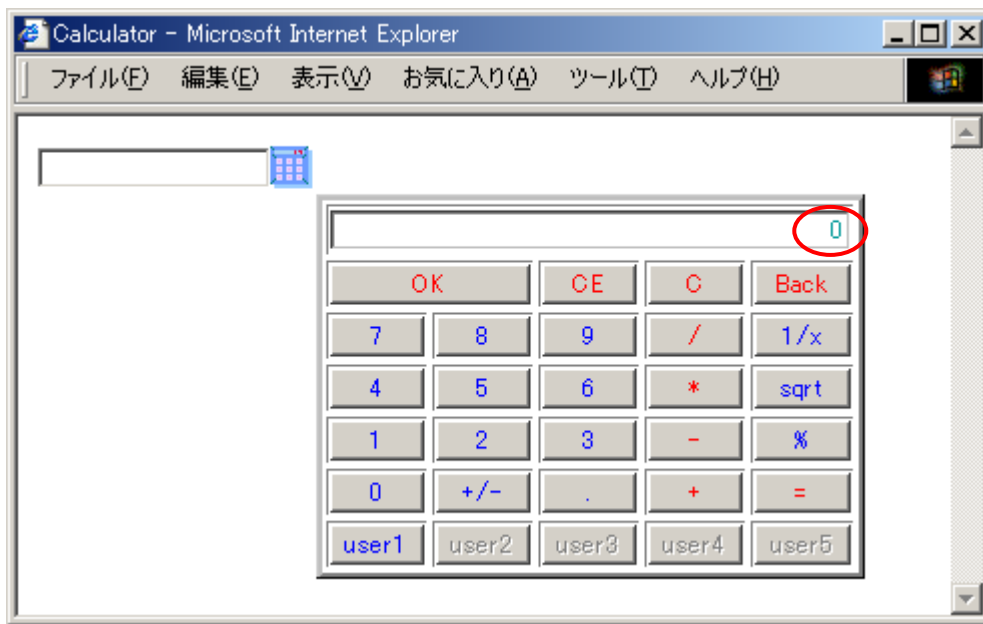 Calculator - Microsoft Internet Explorer
ファイル(F) 編集(E) 表示(V) お気に入り(A) ツール(T) ヘルプ(H)
0
OK CE C Back
7 8 9 / 1/x
4 5 6 * sqrt
1 2 3 - %
0 +/- . + =
user1 user2 user3 user4 user5